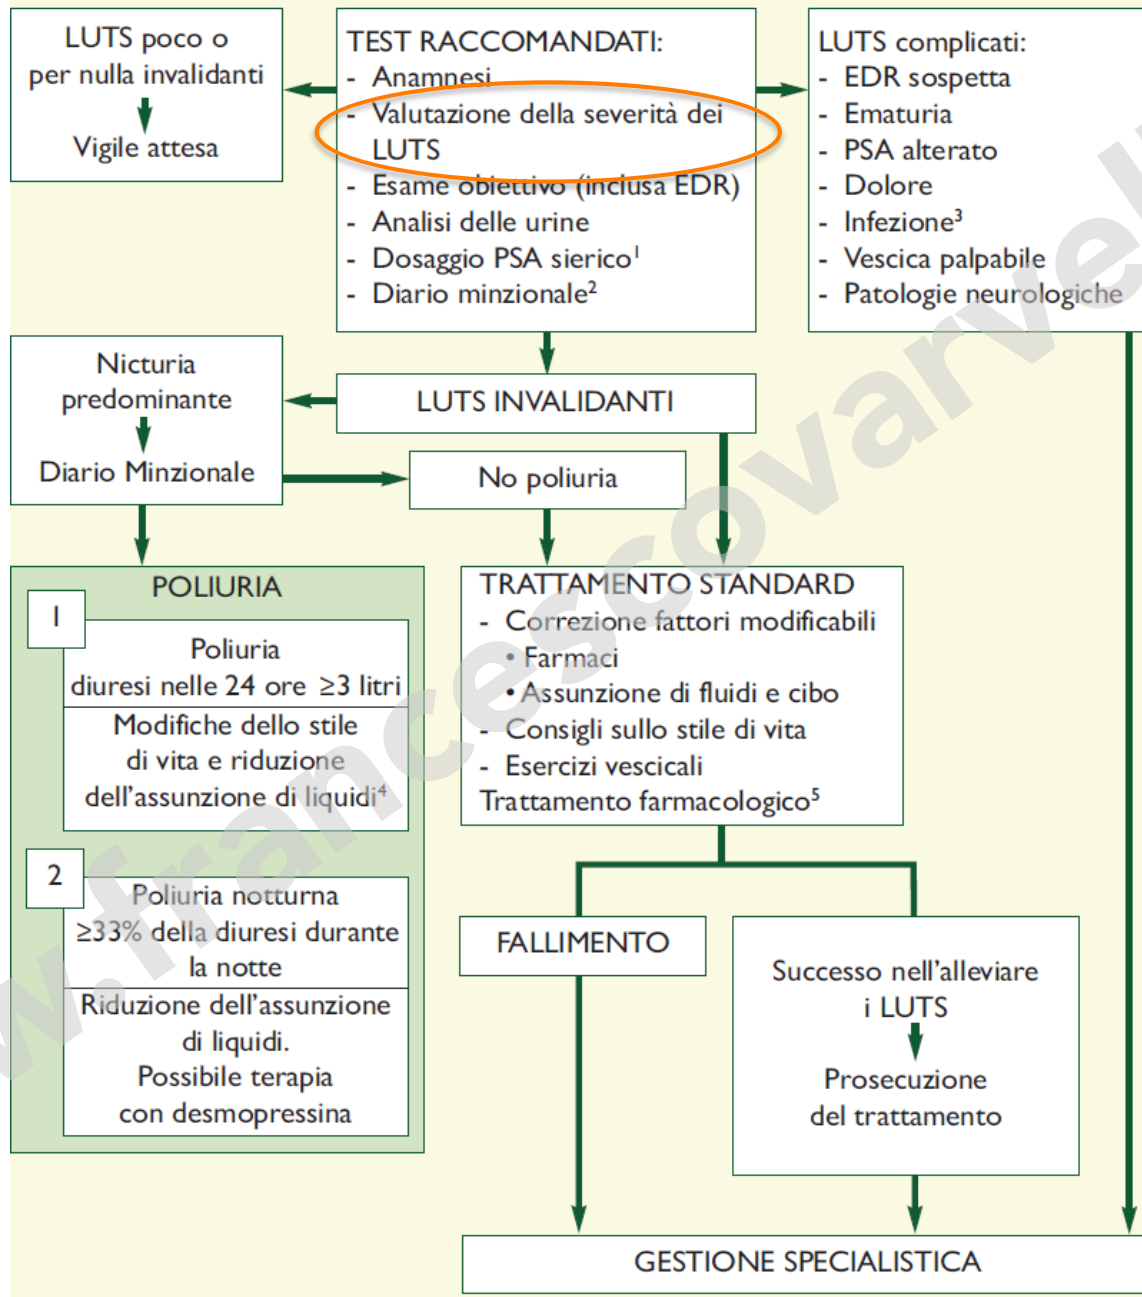 LUTS poco o
per nulla invalidanti
Vigile attesa
TEST RACCOMANDATI:
- Anamnesi
- Valutazione della severità dei
LUTS
- Esame obiettivo (inclusa EDR)
- Analisi delle urine
- Dosaggio PSA sierico¹
- Diario minzionale²
LUTS complicati:
- EDR sospetta
- Ematuria
- PSA alterato
- Dolore
- Infezione³
- Vescica palpabile
- Patologie neurologiche
Nicturia
predominante
Diario Minzionale
LUTS INVALIDANTI
No poliuria
POLIURIA
1
Poliuria
diuresi nelle 24 ore ≥3 litri
Modifiche dello stile
di vita e riduzione
dell'assunzione di liquidi⁴
2
Poliuria notturna
≥33% della diuresi durante
la notte
Riduzione dell'assunzione
di liquidi.
Possibile terapia
con desmopressina
TRATTAMENTO STANDARD
- Correzione fattori modificabili
• Farmaci
• Assunzione di fluidi e cibo
- Consigli sullo stile di vita
- Esercizi vescicali
Trattamento farmacologico⁵
FALLIMENTO
Successo nell'alleviare
i LUTS
Prosecuzione
del trattamento
GESTIONE SPECIALISTICA
w.francescovarvel